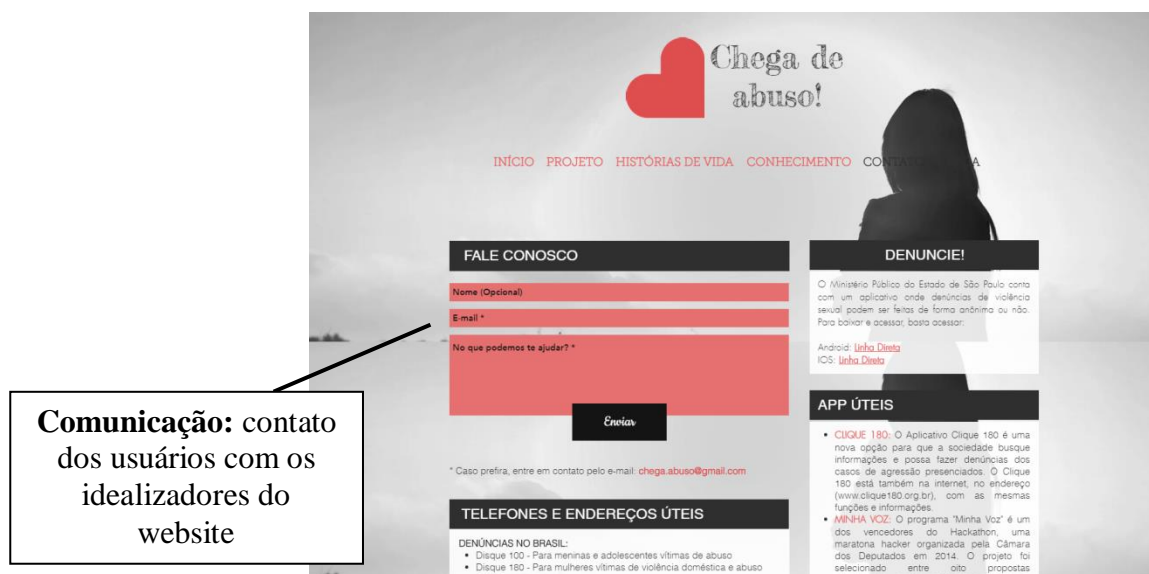 Chega de
abuso!
INÍCIO PROJETO HISTÓRIAS DE VIDA CONHECIMENTO
FALE CONOSCO
Nome (Opcional)
E-mail *
No que podemos te ajudar? *
Enviar
* Caso prefira, entre em contato pelo e-mail: chega.abuso@gmail.com
TELEFONES E ENDEREÇOS ÚTEIS
DENÚNCIAS NO BRASIL:
• Disque 100 - Para meninas e adolescentes vítimas de abuso
• Disque 180 - Para mulheres vítimas de violência doméstica e abuso
DENUNCIE!
O Ministério Público do Estado de São Paulo conta
com um aplicativo onde denúncias de violência
sexual podem ser feitas de forma anônima ou não.
Para baixar e acessar, basta acessar:
Android: Linha Direta
IOS: Linha Direta
APP ÚTEIS
• CLIQUE 180: O Aplicativo Clique 180 é uma
nova opção para que a sociedade busque
informações e possa fazer denúncias dos
casos de agressão presenciados. O Clique
180 está também na internet, no endereço
(www.clique180.org.br), com as mesmas
funções e informações.
• MINHA VOZ: O programa "Minha Voz" é um
dos vencedores do Hackathon, uma
maratona hacker organizada pela Câmara
dos Deputados em 2014. O projeto foi
selecionado entre oito propostas
Comunicação: contato
dos usuários com os
idealizadores do
website